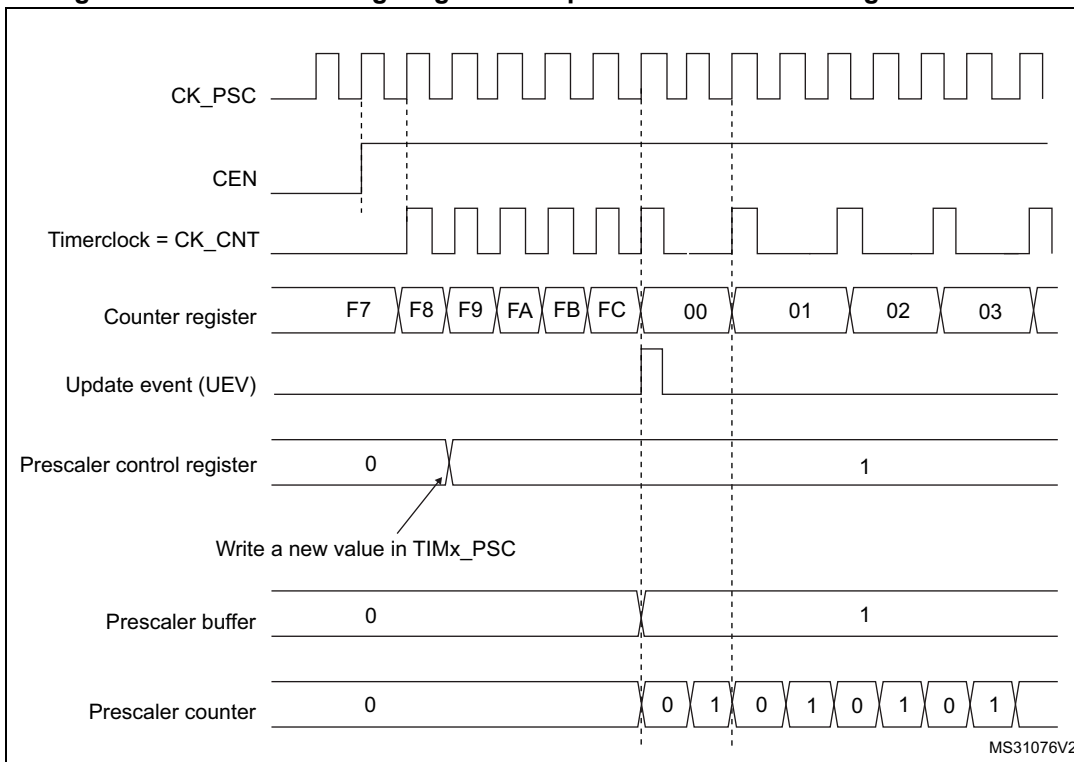 CK_PSC
CEN
Timerclock = CK_CNT
Counter register F7 F8 F9 FA FB FC 00 01 02 03
Update event (UEV)
Prescaler control register 0 1
Write a new value in TIMx_PSC
Prescaler buffer 0 1
Prescaler counter 0 0 1 0 1 0 1 0 1
MS31076V2